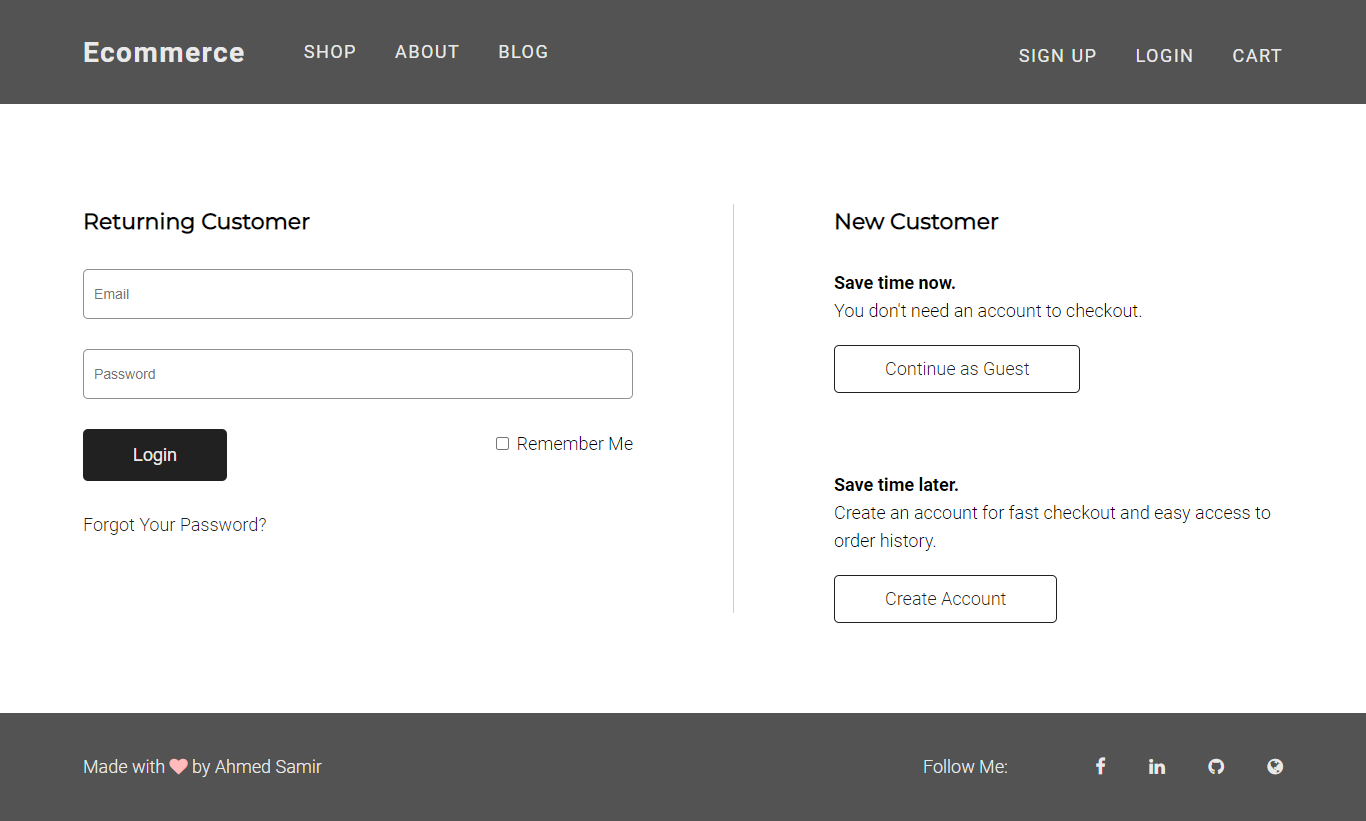 Ecommerce SHOP ABOUT BLOG SIGN UP LOGIN CART
Returning Customer
Email
Password
Login Remember Me
Forgot Your Password?
New Customer
Save time now.
You don't need an account to checkout.
Continue as Guest
Save time later.
Create an account for fast checkout and easy access to
order history.
Create Account
Made with by Ahmed Samir Follow Me: